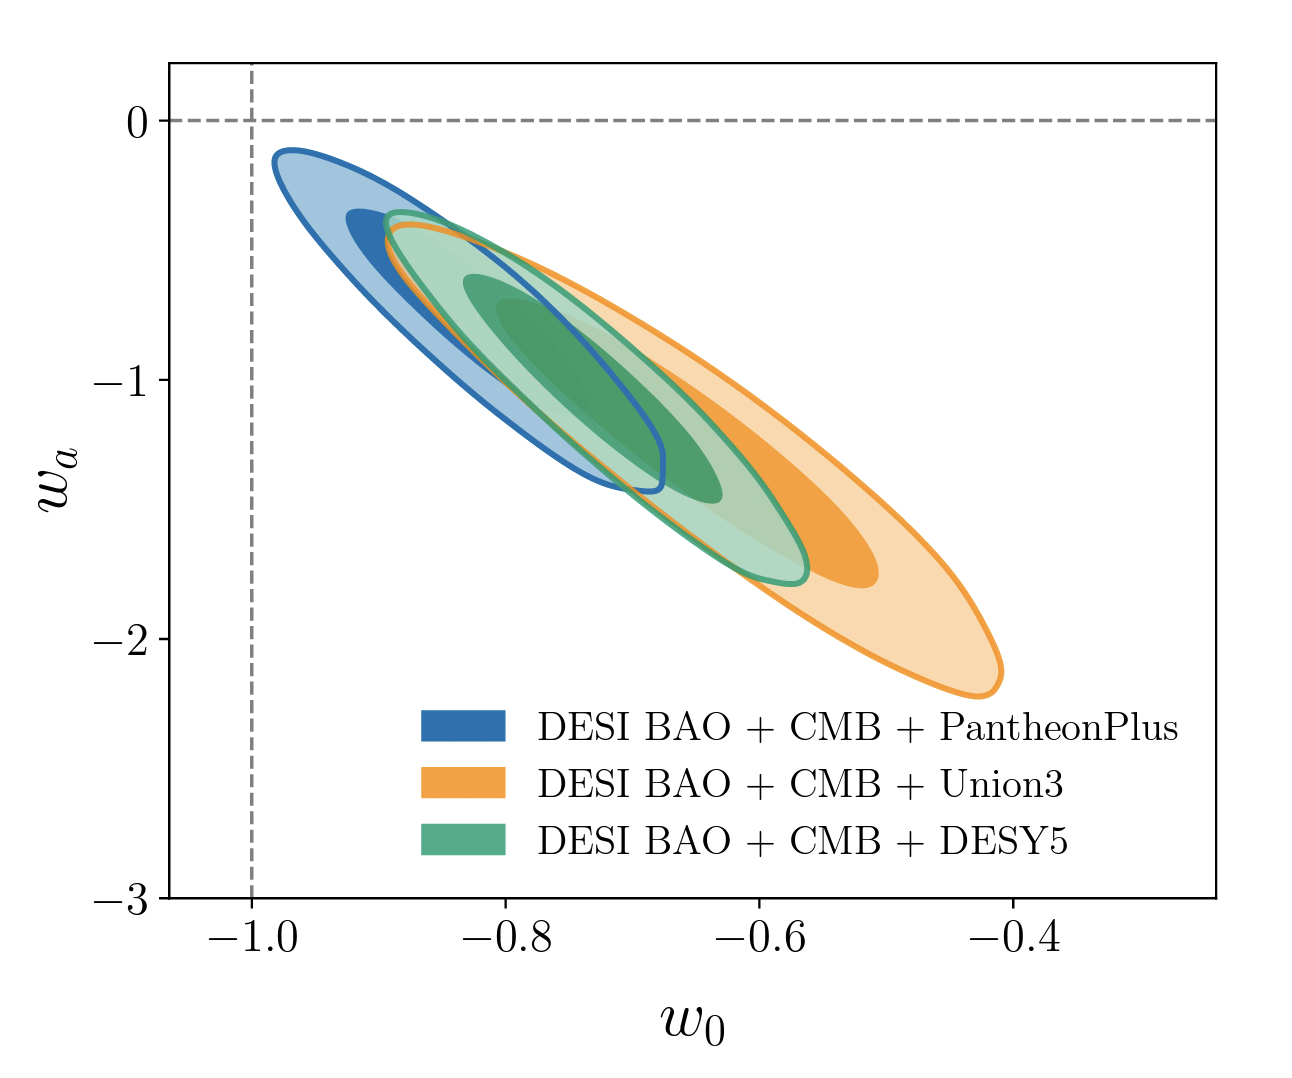 0
−1
−2
−3
w_a
DESI BAO + CMB + PantheonPlus
DESI BAO + CMB + Union3
DESI BAO + CMB + DESY5
−1.0 −0.8 −0.6 −0.4
w_0